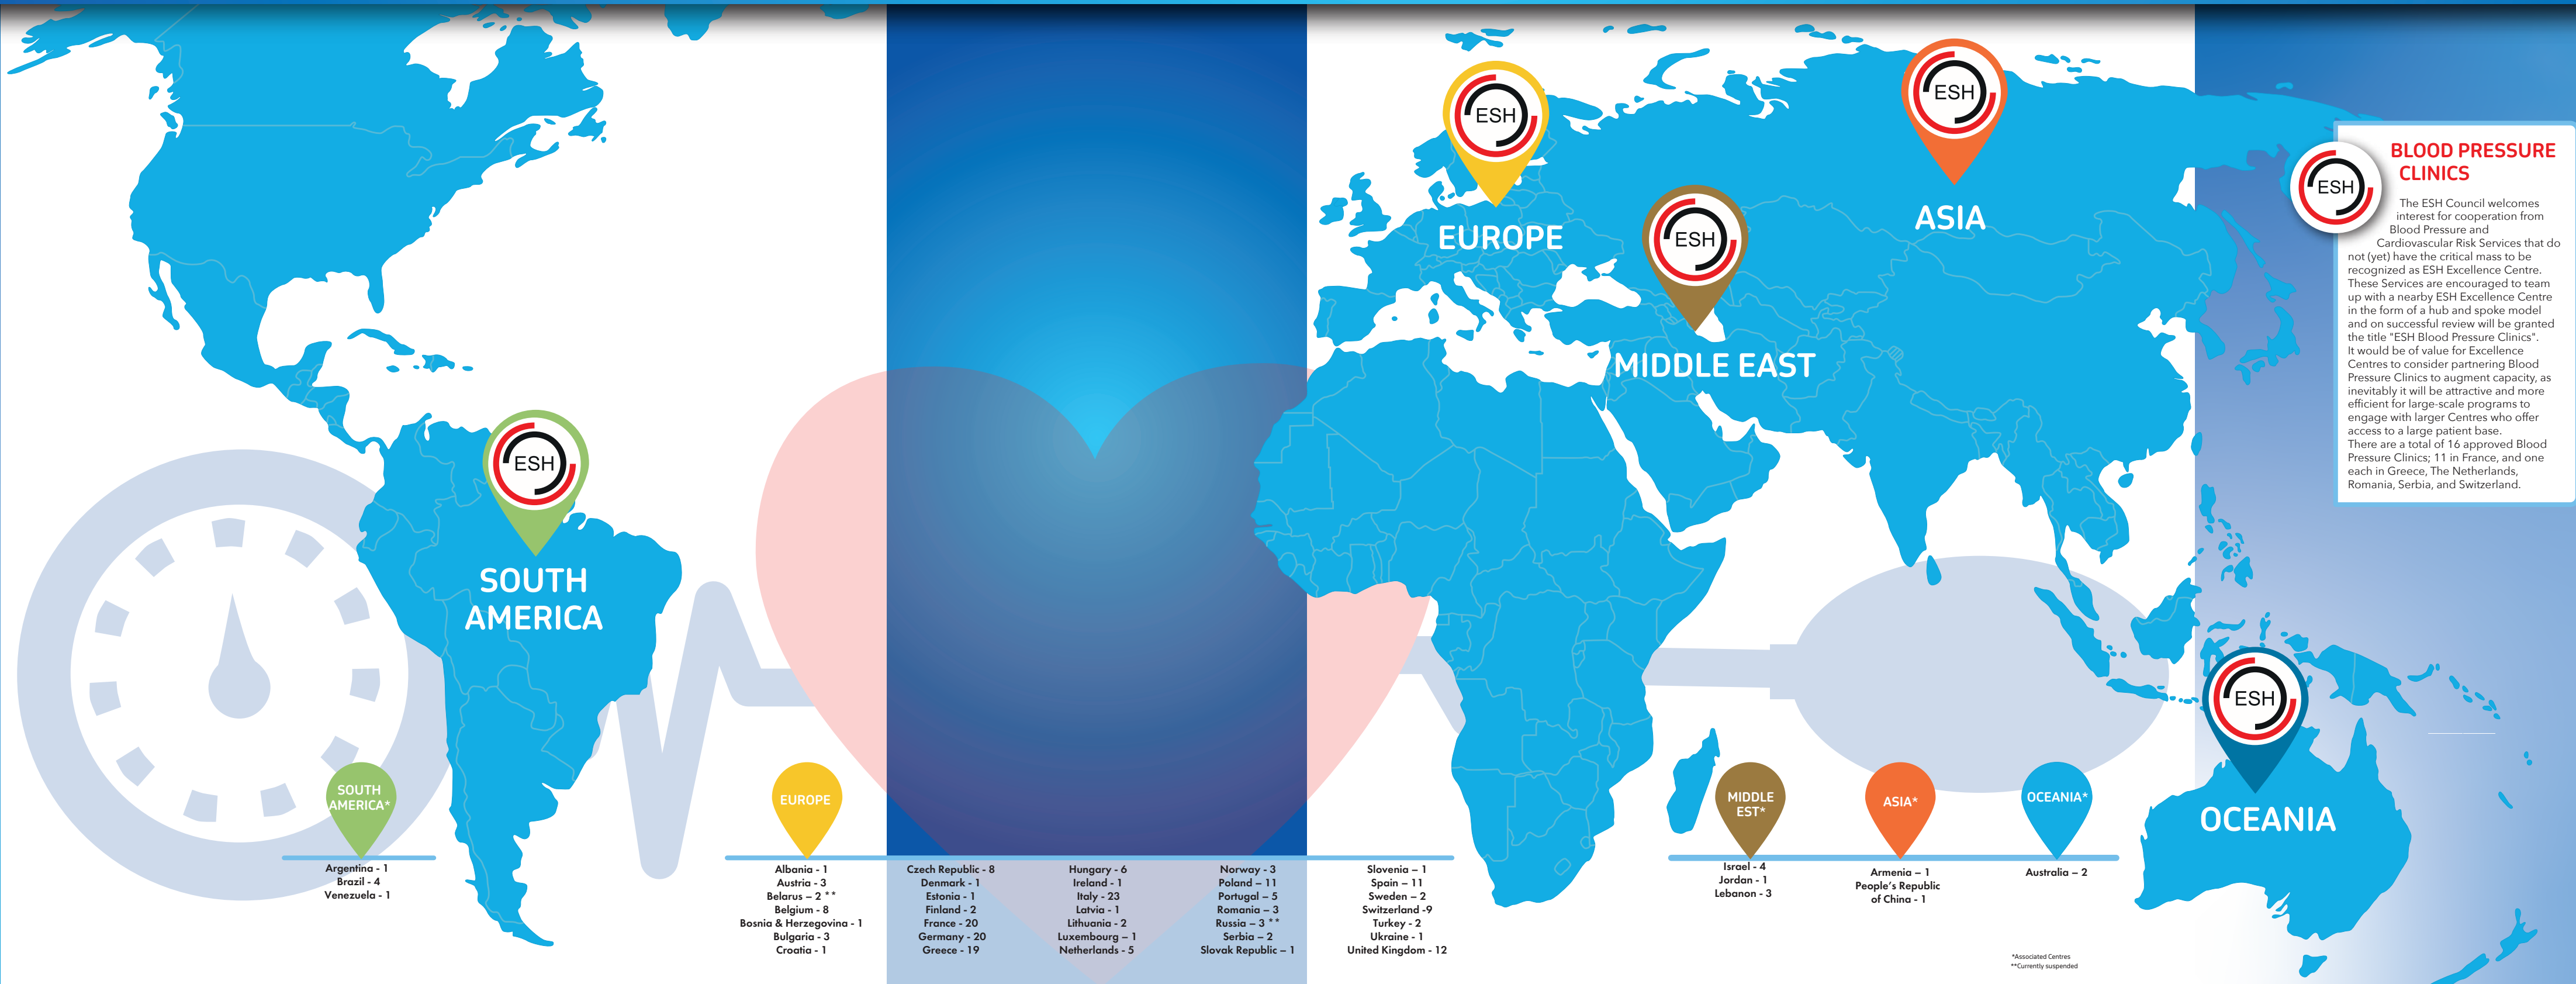 ESH
EUROPE
ESH
ASIA
ESH
MIDDLE EAST
ESH
SOUTH
AMERICA
ESH
OCEANIA
ESH
BLOOD PRESSURE
CLINICS
The ESH Council welcomes
interest for cooperation from
Blood Pressure and
Cardiovascular Risk Services that do
not (yet) have the critical mass to be
recognized as ESH Excellence Centre.
These Services are encouraged to team
up with a nearby ESH Excellence Centre
in the form of a hub and spoke model
and on successful review will be granted
the title "ESH Blood Pressure Clinics".
It would be of value for Excellence
Centres to consider partnering Blood
Pressure Clinics to augment capacity, as
inevitably it will be attractive and more
efficient for large-scale programs to
engage with larger Centres who offer
access to a large patient base.
There are a total of 16 approved Blood
Pressure Clinics; 11 in France, and one
each in Greece, The Netherlands,
Romania, Serbia, and Switzerland.
SOUTH
AMERICA*
Argentina - 1
Brazil - 4
Venezuela - 1
EUROPE
Albania - 1
Austria - 3
Belarus – 2 **
Belgium - 8
Bosnia & Herzegovina - 1
Bulgaria - 3
Croatia - 1
Czech Republic - 8
Denmark - 1
Estonia - 1
Finland - 2
France - 20
Germany - 20
Greece - 19
Hungary - 6
Ireland - 1
Italy - 23
Latvia - 1
Lithuania - 2
Luxembourg – 1
Netherlands - 5
Norway - 3
Poland – 11
Portugal – 5
Romania – 3
Russia – 3 **
Serbia – 2
Slovak Republic – 1
Slovenia – 1
Spain – 11
Sweden – 2
Switzerland -9
Turkey - 2
Ukraine - 1
United Kingdom - 12
MIDDLE
EST*
Israel - 4
Jordan - 1
Lebanon - 3
ASIA*
Armenia – 1
People's Republic
of China - 1
OCEANIA*
Australia – 2
*Associated Centres
**Currently suspended